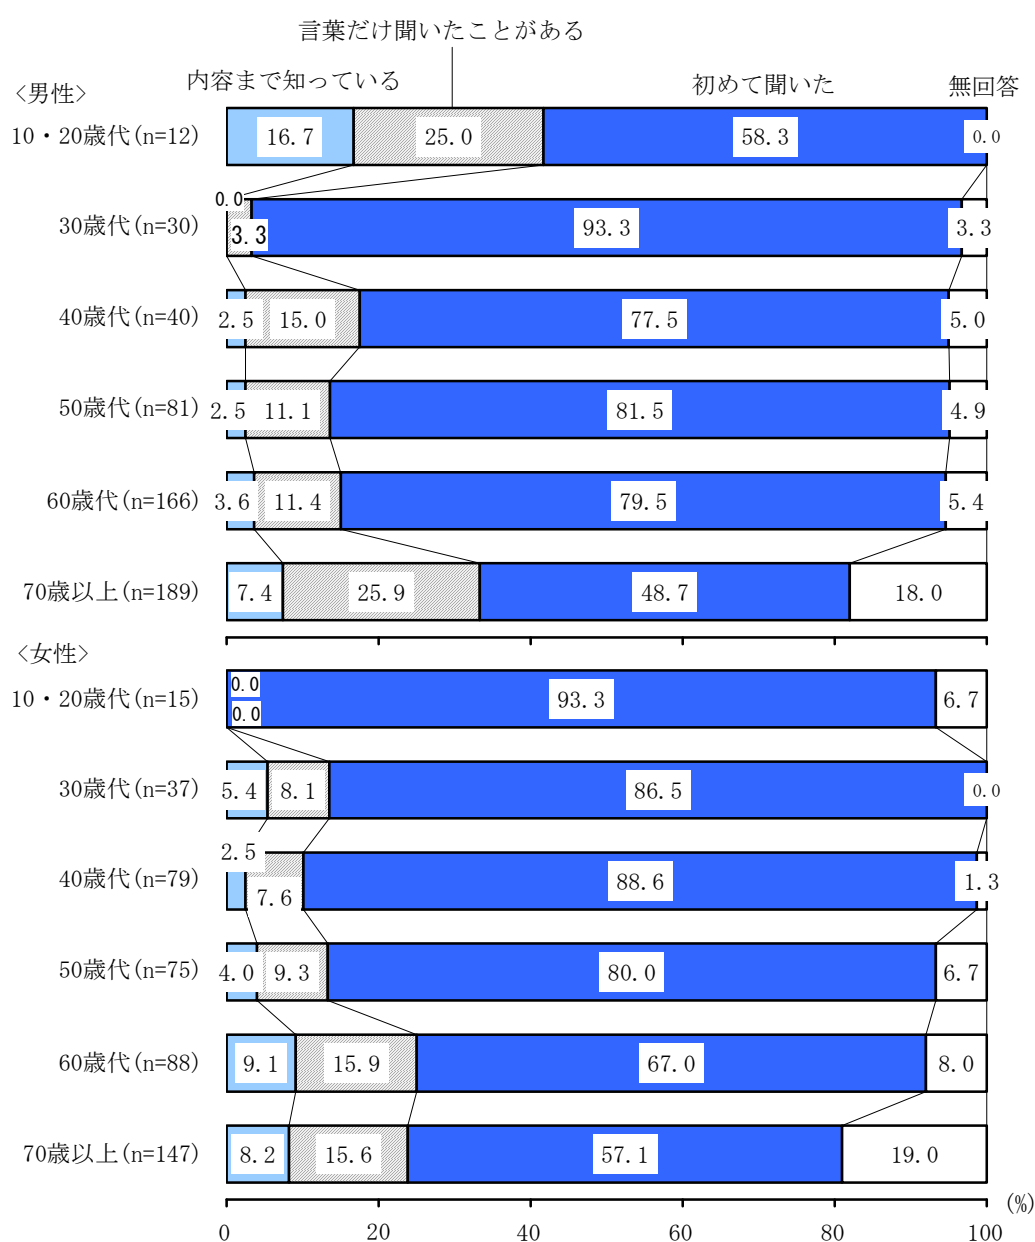 言葉だけ聞いたことがある
内容まで知っている 初めて聞いた 無回答
<男性>
10・20歳代(n=12) 16.7 25.0 58.3 0.0
30歳代(n=30) 0.0 3.3 93.3 3.3
40歳代(n=40) 2.5 15.0 77.5 5.0
50歳代(n=81) 2.5 11.1 81.5 4.9
60歳代(n=166) 3.6 11.4 79.5 5.4
70歳以上(n=189) 7.4 25.9 48.7 18.0
<女性>
10・20歳代(n=15) 0.0 0.0 93.3 6.7
30歳代(n=37) 5.4 8.1 86.5 0.0
40歳代(n=79) 2.5 7.6 88.6 1.3
50歳代(n=75) 4.0 9.3 80.0 6.7
60歳代(n=88) 9.1 15.9 67.0 8.0
70歳以上(n=147) 8.2 15.6 57.1 19.0
(%)
0 20 40 60 80 100